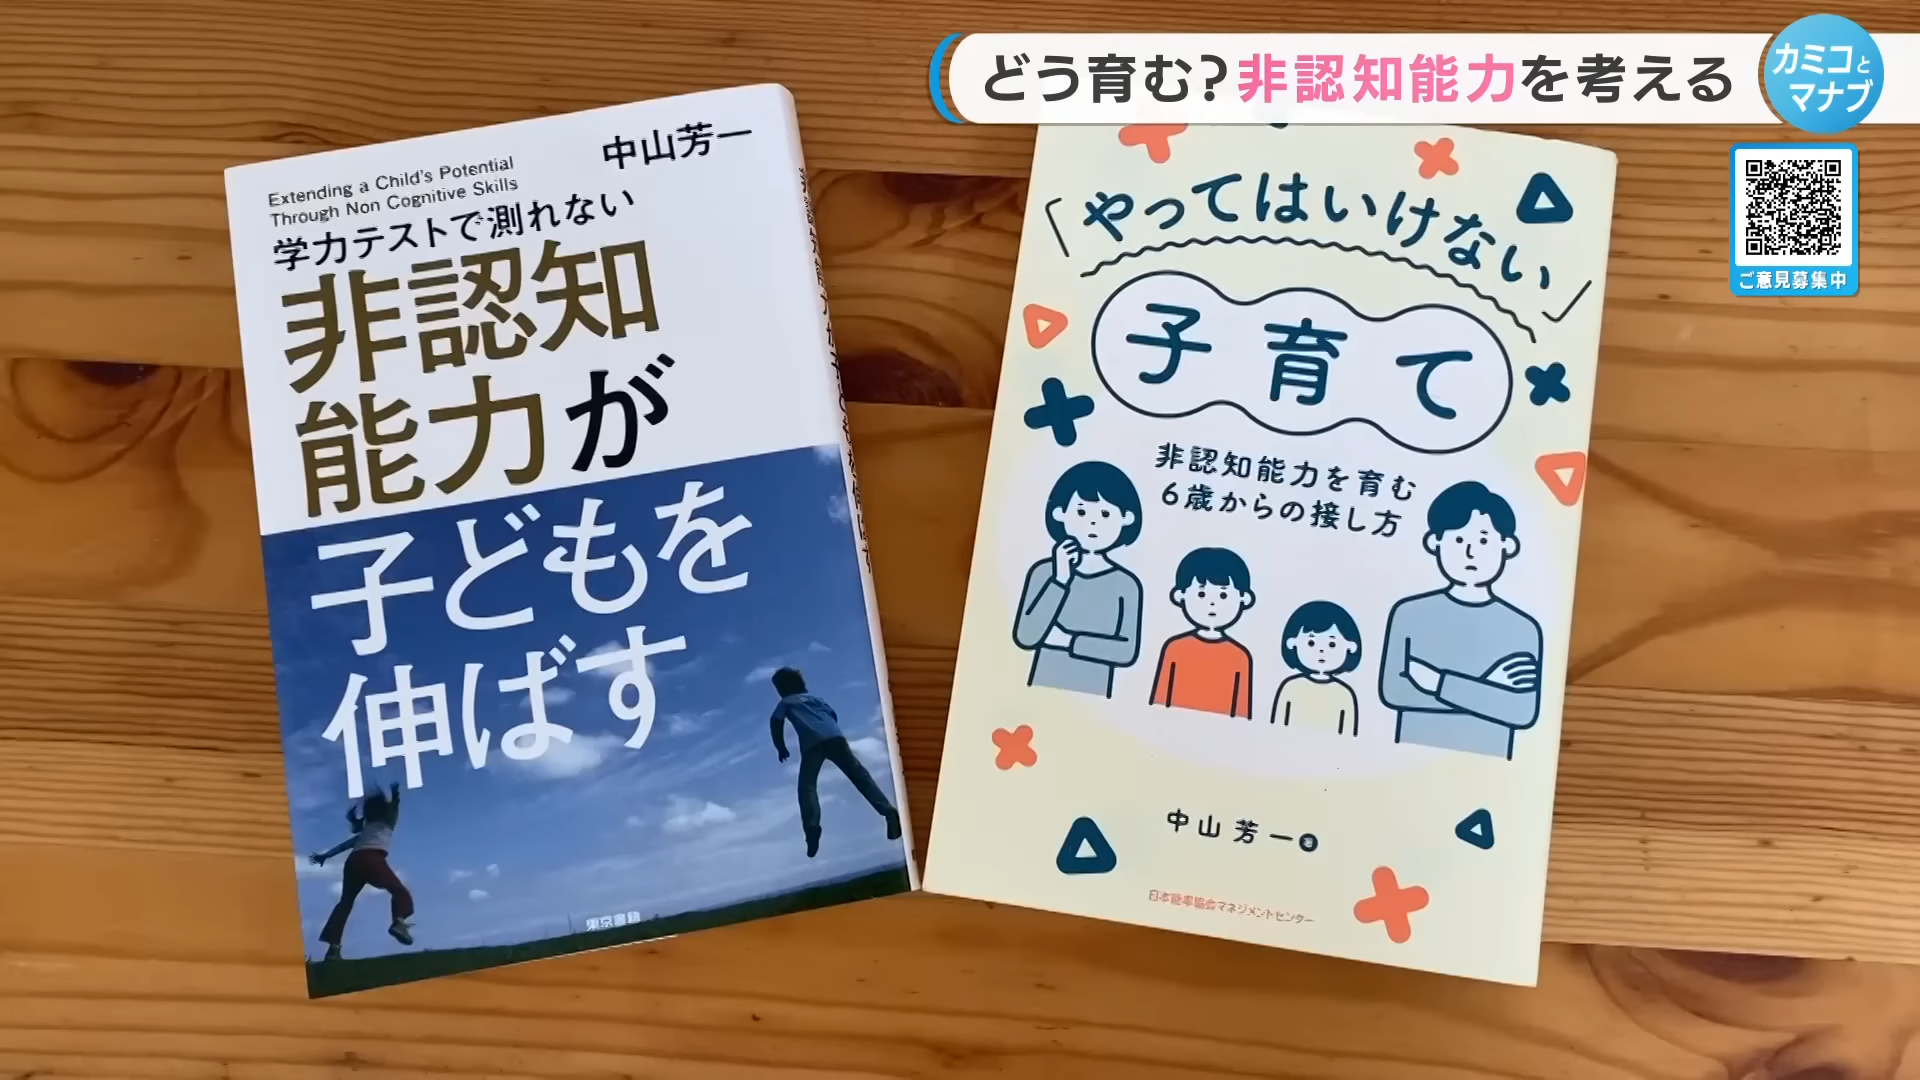 どう育む?非認知能力を考える
カミコと
マナブ
ご意見募集中
中山芳一
Extending a Child's Potential
Through Non Cognitive Skills
学力テストで測れない
非認知
能力が
子どもを
伸ばす
東京書籍
やってはいけない
子育て
非認知能力を育む
6歳からの接し方
中山芳一 著
日本能率協会マネジメントセンター